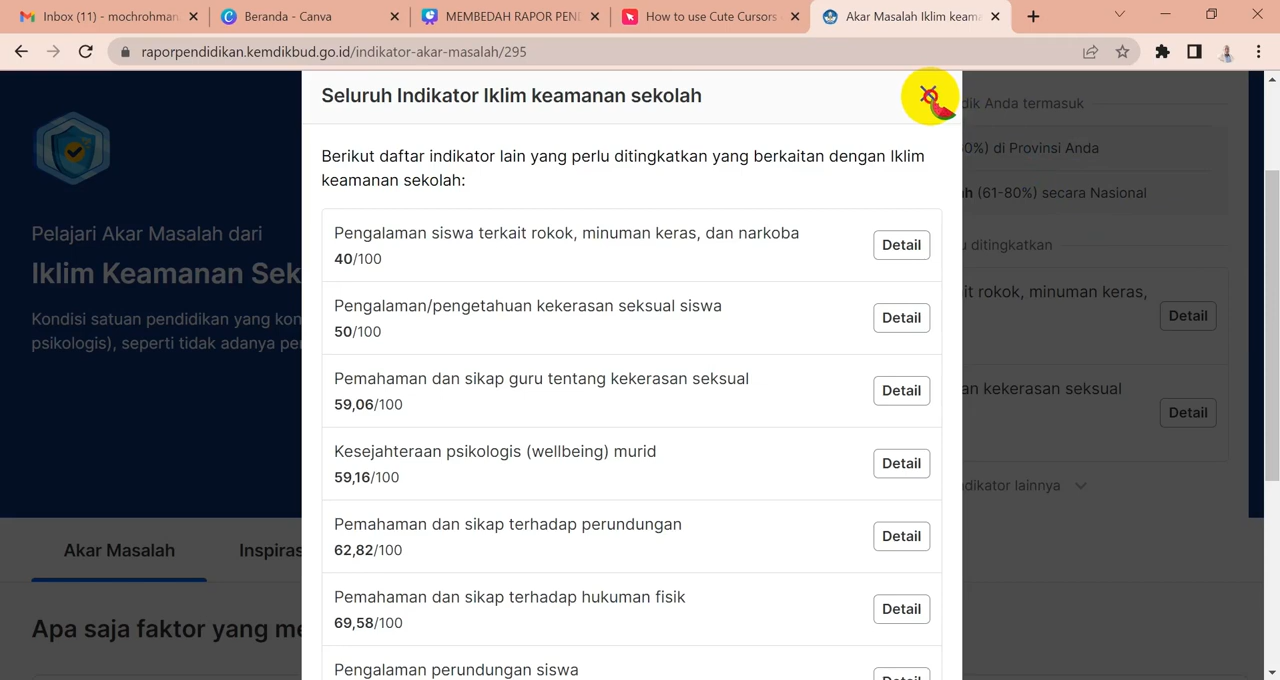 Inbox (11) - mochrohman.
Beranda - Canva
MEMBEDAH RAPOR PEN
How to use Cute Cursors
Akar Masalah Iklim keam
raporpendidikan.kemdikbud.go.id/indikator-akar-masalah/295
Seluruh Indikator Iklim keamanan sekolah
Berikut daftar indikator lain yang perlu ditingkatkan yang berkaitan dengan Iklim
keamanan sekolah:
Pengalaman siswa terkait rokok, minuman keras, dan narkoba
40/100
Detail
Pengalaman/pengetahuan kekerasan seksual siswa
50/100
Detail
Pemahaman dan sikap guru tentang kekerasan seksual
59,06/100
Detail
Kesejahteraan psikologis (wellbeing) murid
59,16/100
Detail
Pemahaman dan sikap terhadap perundungan
62,82/100
Detail
Pemahaman dan sikap terhadap hukuman fisik
69,58/100
Detail
Pengalaman perundungan siswa
Detail
Pelajari Akar Masalah dari
Iklim Keamanan Sek
Kondisi satuan pendidikan yang kon
psikologis), seperti tidak adanya per
Akar Masalah
Inspiras
Apa saja faktor yang me
dik Anda termasuk
0%) di Provinsi Anda
h (61-80%) secara Nasional
u ditingkatkan
it rokok, minuman keras,
Detail
an kekerasan seksual
Detail
ndikator lainnya